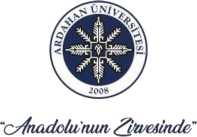 ARDAHAN ÜNİVERSİTESİ
2008
"Anadolu'nun Zirvesinde"